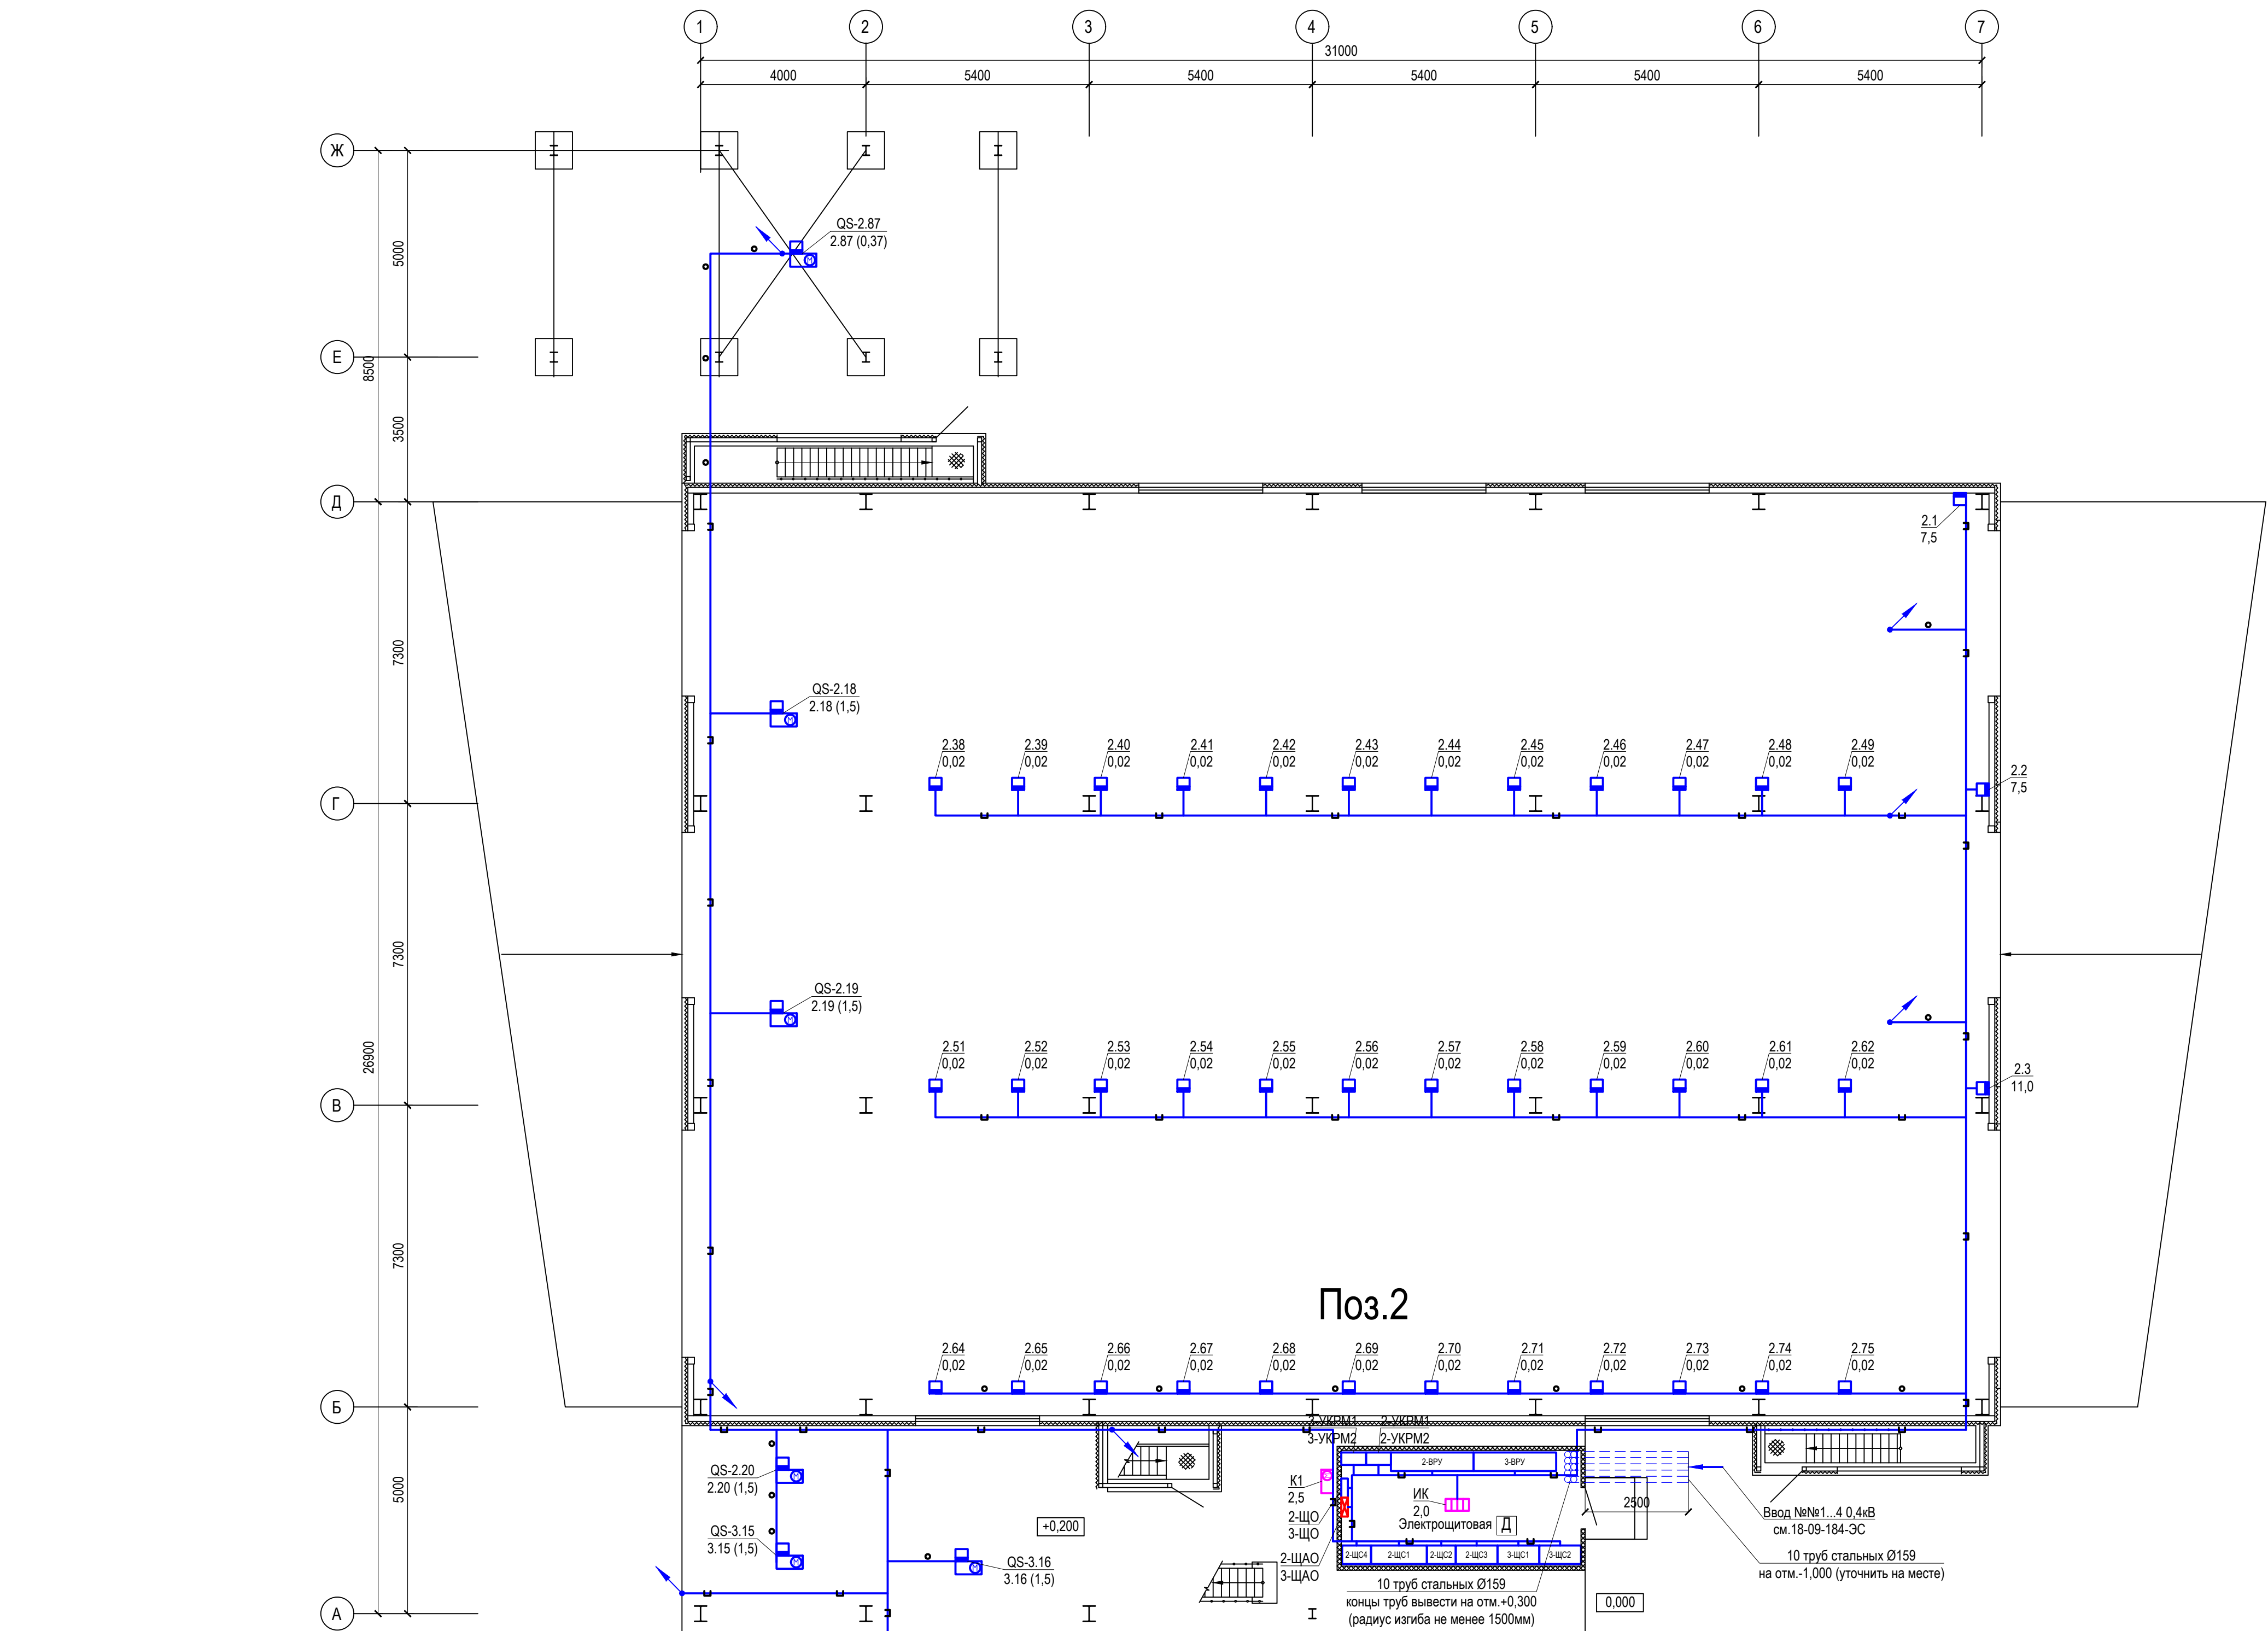 1
2
3
4
5
6
7
31000
4000
5400
5400
5400
5400
5400
Ж
Е
Д
Г
В
Б
А
5000
8500
3500
7300
7300
26900
7300
5000
QS-2.87
2.87 (0,37)
2.1
7,5
QS-2.18
2.18 (1,5)
2.38
0,02
2.39
0,02
2.40
0,02
2.41
0,02
2.42
0,02
2.43
0,02
2.44
0,02
2.45
0,02
2.46
0,02
2.47
0,02
2.48
0,02
2.49
0,02
2.2
7,5
QS-2.19
2.19 (1,5)
2.51
0,02
2.52
0,02
2.53
0,02
2.54
0,02
2.55
0,02
2.56
0,02
2.57
0,02
2.58
0,02
2.59
0,02
2.60
0,02
2.61
0,02
2.62
0,02
2.3
11,0
Поз.2
2.64
0,02
2.65
0,02
2.66
0,02
2.67
0,02
2.68
0,02
2.69
0,02
2.70
0,02
2.71
0,02
2.72
0,02
2.73
0,02
2.74
0,02
2.75
0,02
3-УКРМ1
3-УКРМ2
2-УКРМ1
2-УКРМ2
QS-2.20
2.20 (1,5)
QS-3.15
3.15 (1,5)
QS-3.16
3.16 (1,5)
+0,200
К1
2,5
2-ЩО
3-ЩО
2-ЩАО
3-ЩАО
2-ВРУ
3-ВРУ
ИК
2,0
Электрощитовая
Д
2-ЩС4
2-ЩС1
2-ЩС2
2-ЩС3
3-ЩС1
3-ЩС2
2500
Ввод №№1...4 0,4кВ
см.18-09-184-ЭС
10 труб стальных Ø159
на отм.-1,000 (уточнить на месте)
10 труб стальных Ø159
концы труб вывести на отм.+0,300
(радиус изгиба не менее 1500мм)
0,000